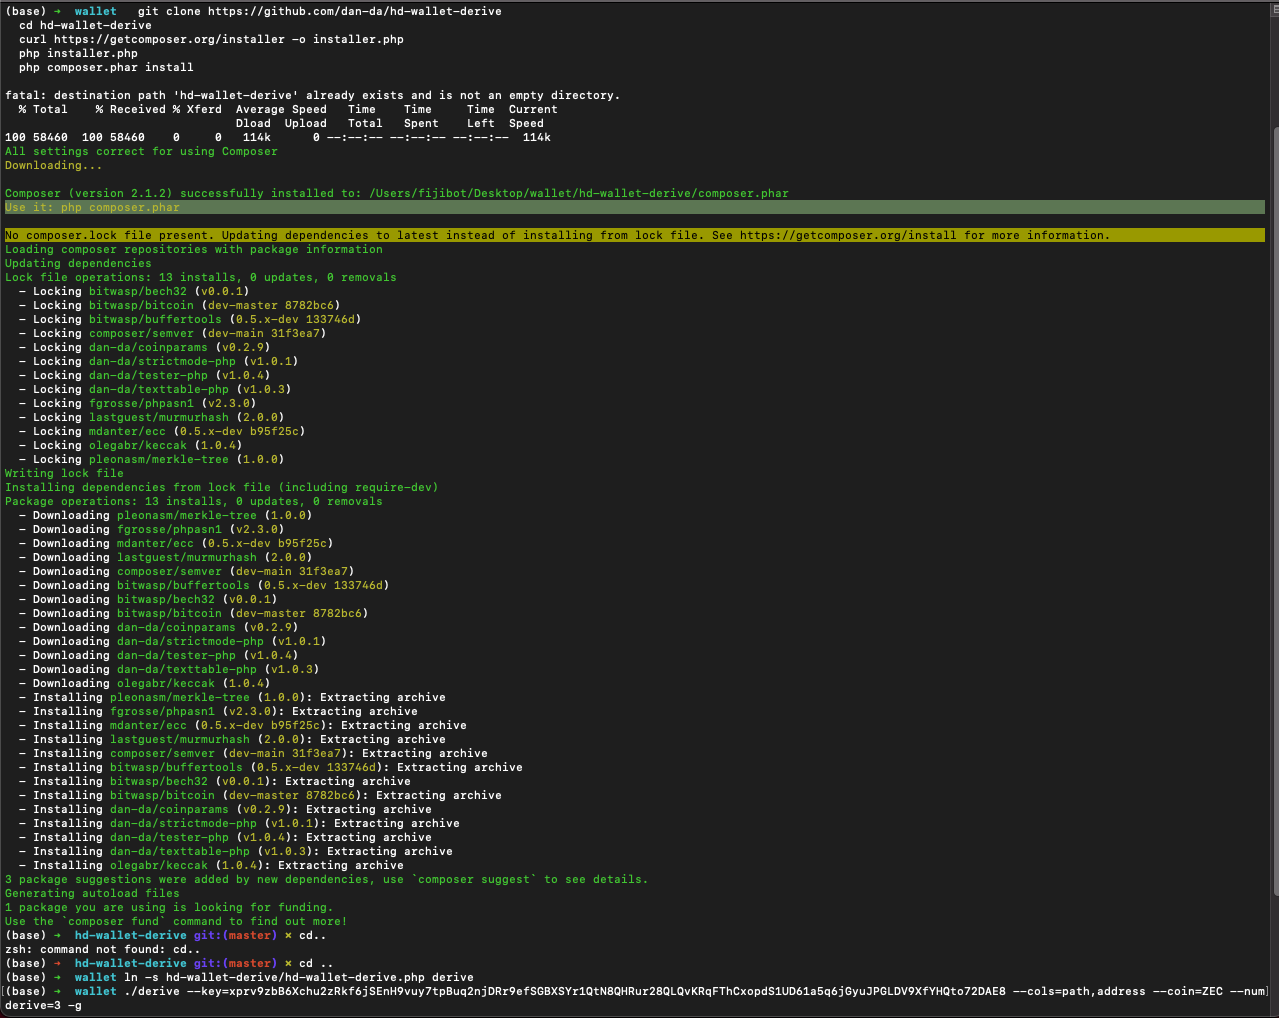 (base) → wallet git clone https://github.com/dan-da/hd-wallet-derive
cd hd-wallet-derive
curl https://getcomposer.org/installer -o installer.php
php installer.php
php composer.phar install
fatal: destination path 'hd-wallet-derive' already exists and is not an empty directory.
% Total % Received % Xferd Average Speed Time Time Time Current
Dload Upload Total Spent Left Speed
100 58460 100 58460 0 0 114k 0 --:--:-- --:--:-- --:--:-- 114k
All settings correct for using Composer
Downloading...
Composer (version 2.1.2) successfully installed to: /Users/fijibot/Desktop/wallet/hd-wallet-derive/composer.phar
Use it: php composer.phar
No composer.lock file present. Updating dependencies to latest instead of installing from lock file. See https://getcomposer.org/install for more information.
Loading composer repositories with package information
Updating dependencies
Lock file operations: 13 installs, 0 updates, 0 removals
- Locking bitwasp/bech32 (v0.0.1)
- Locking bitwasp/bitcoin (dev-master 8782bc6)
- Locking bitwasp/buffertools (0.5.x-dev 133746d)
- Locking composer/semver (dev-main 31f3ea7)
- Locking dan-da/coinparams (v0.2.9)
- Locking dan-da/strictmode-php (v1.0.1)
- Locking dan-da/tester-php (v1.0.4)
- Locking dan-da/texttable-php (v1.0.3)
- Locking fgrosse/phpasn1 (v2.3.0)
- Locking lastguest/murmurhash (2.0.0)
- Locking mdanter/ecc (0.5.x-dev b95f25c)
- Locking olegabr/keccak (1.0.4)
- Locking pleonasm/merkle-tree (1.0.0)
Writing lock file
Installing dependencies from lock file (including require-dev)
Package operations: 13 installs, 0 updates, 0 removals
- Downloading pleonasm/merkle-tree (1.0.0)
- Downloading fgrosse/phpasn1 (v2.3.0)
- Downloading mdanter/ecc (0.5.x-dev b95f25c)
- Downloading lastguest/murmurhash (2.0.0)
- Downloading composer/semver (dev-main 31f3ea7)
- Downloading bitwasp/buffertools (0.5.x-dev 133746d)
- Downloading bitwasp/bech32 (v0.0.1)
- Downloading bitwasp/bitcoin (dev-master 8782bc6)
- Downloading dan-da/coinparams (v0.2.9)
- Downloading dan-da/strictmode-php (v1.0.1)
- Downloading dan-da/tester-php (v1.0.4)
- Downloading dan-da/texttable-php (v1.0.3)
- Downloading olegabr/keccak (1.0.4)
- Installing pleonasm/merkle-tree (1.0.0): Extracting archive
- Installing fgrosse/phpasn1 (v2.3.0): Extracting archive
- Installing mdanter/ecc (0.5.x-dev b95f25c): Extracting archive
- Installing lastguest/murmurhash (2.0.0): Extracting archive
- Installing composer/semver (dev-main 31f3ea7): Extracting archive
- Installing bitwasp/buffertools (0.5.x-dev 133746d): Extracting archive
- Installing bitwasp/bech32 (v0.0.1): Extracting archive
- Installing bitwasp/bitcoin (dev-master 8782bc6): Extracting archive
- Installing dan-da/coinparams (v0.2.9): Extracting archive
- Installing dan-da/strictmode-php (v1.0.1): Extracting archive
- Installing dan-da/tester-php (v1.0.4): Extracting archive
- Installing dan-da/texttable-php (v1.0.3): Extracting archive
- Installing olegabr/keccak (1.0.4): Extracting archive
3 package suggestions were added by new dependencies, use `composer suggest` to see details.
Generating autoload files
1 package you are using is looking for funding.
Use the `composer fund` command to find out more!
(base) → hd-wallet-derive git:(master) × cd..
zsh: command not found: cd..
(base) → hd-wallet-derive git:(master) × cd ..
(base) → wallet ln -s hd-wallet-derive/hd-wallet-derive.php derive
[(base) → wallet ./derive --key=xprv9zbB6Xchu2zRkf6jSEnH9vuy7tpBuq2njDRr9efSGBXSYr1QtN8QHRur28QLQvKRqFThCxopdS1UD61a5q6jGyuJPGLDV9XfYHQto72DAE8 --cols=path,address --coin=ZEC --num]
derive=3 -g